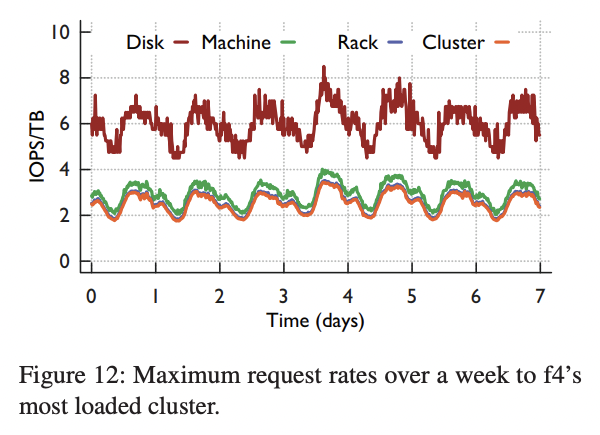 10
Disk Machine Rack Cluster
8
6
4
2
0
IOPS/TB
0 1 2 3 4 5 6 7
Time (days)
Figure 12: Maximum request rates over a week to f4's
most loaded cluster.